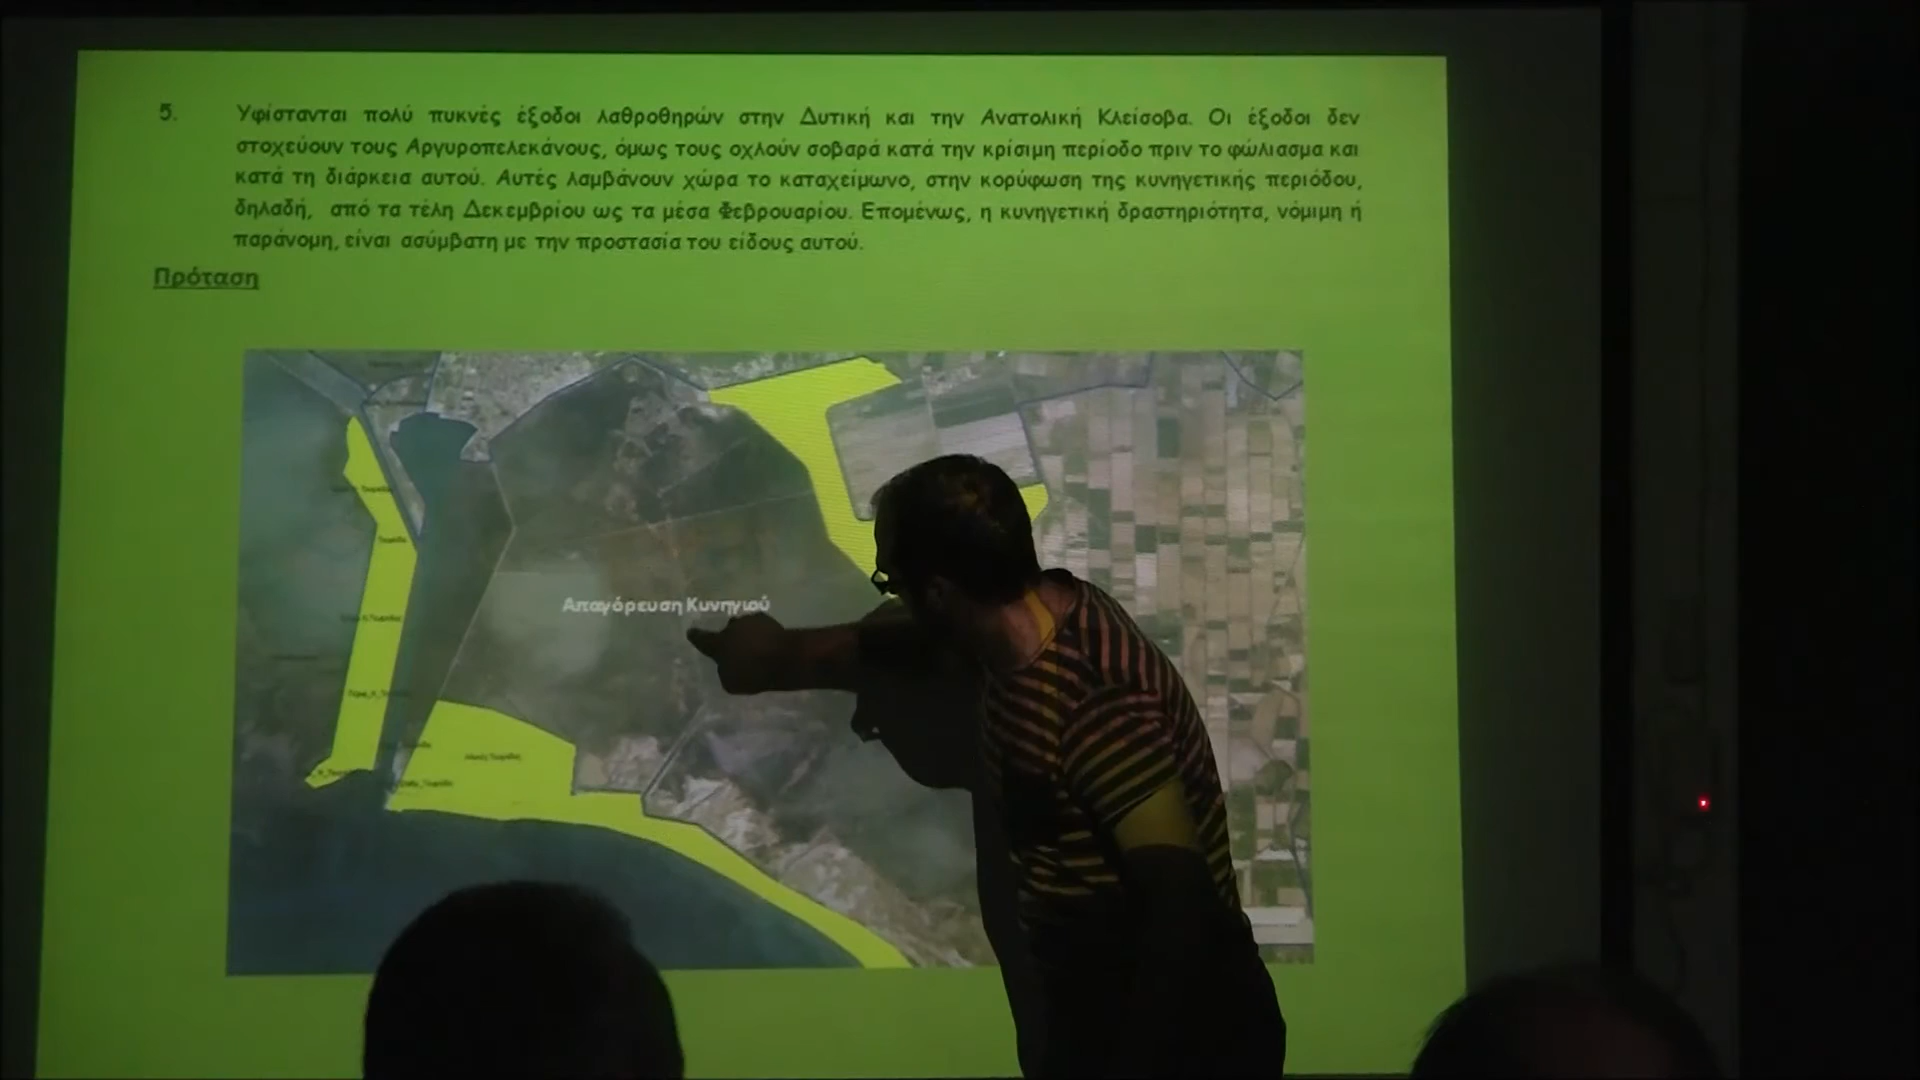 5. Υφίστανται πολύ πυκνές έξοδοι λαθροθηρών στην Δυτική και την Ανατολική Κλείσοβα. Οι έξοδοι δεν
στοχεύουν τους Αργυροπελεκάνους, όμως τους οχλούν σοβαρά κατά την κρίσιμη περίοδο πριν το φώλιασμα και
κατά τη διάρκεια αυτού. Αυτές λαμβάνουν χώρα το καταχείμωνο, στην κορύφωση της κυνηγετικής περιόδου,
δηλαδή, από τα τέλη Δεκεμβρίου ως τα μέσα Φεβρουαρίου. Επομένως, η κυνηγετική δραστηριότητα, νόμιμη ή
παράνομη, είναι ασύμβατη με την προστασία του είδους αυτού.
Πρόταση
Απαγόρευση Κυνηγιού